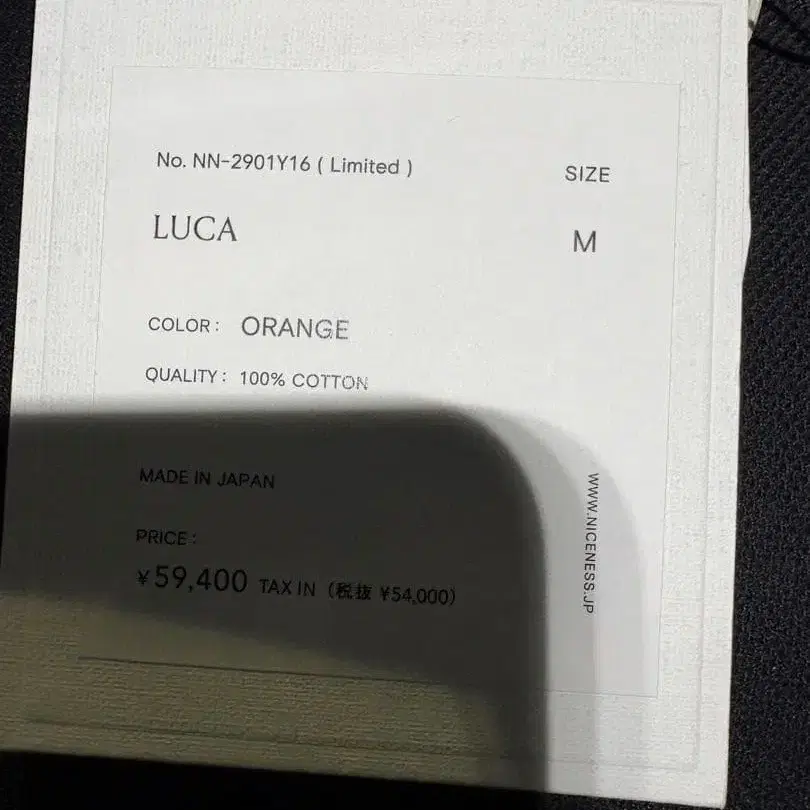 No. NN-2901Y16 ( Limited )
SIZE
LUCA
M
COLOR : ORANGE
QUALITY : 100% COTTON
MADE IN JAPAN
PRICE :
¥59,400 TAX IN (税抜 ¥54,000)
WWW.NICENESS.JP